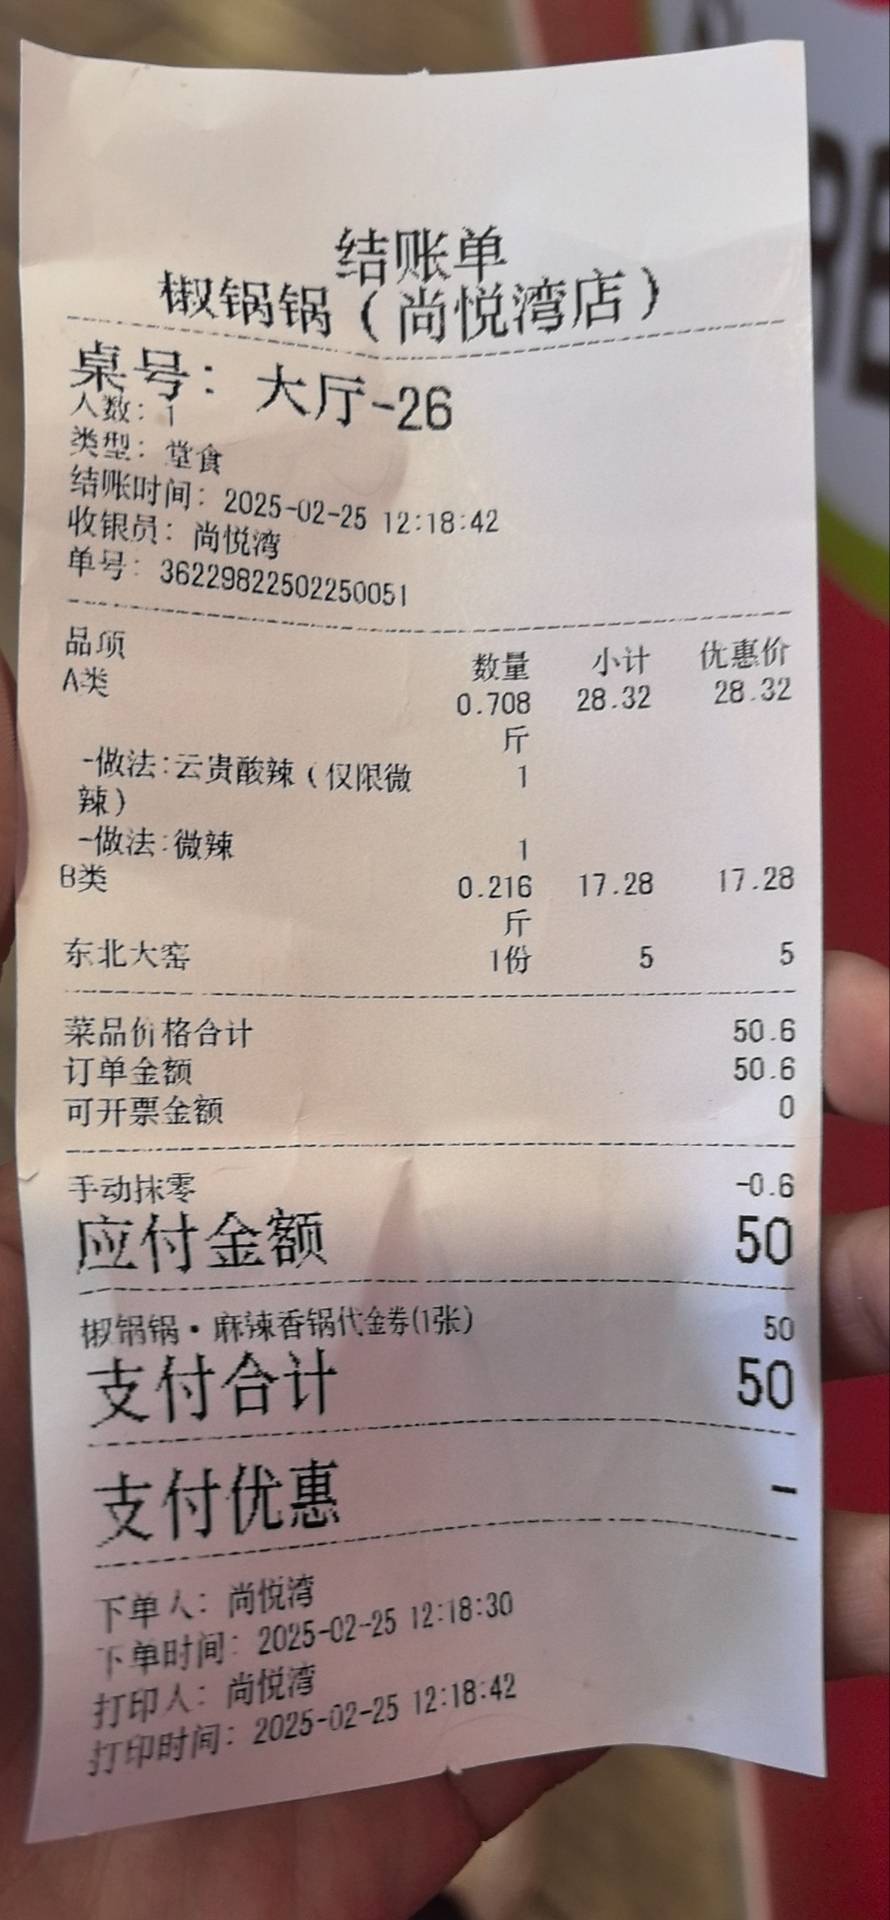 结账单
椒锅锅（尚悦湾店）
桌号：大厅-26
人数：1
类型：堂食
结账时间：2025-02-25 12:18:42
收银员：尚悦湾
单号：36229822502250051
品项 数量 小计 优惠价
A类 0.708 28.32 28.32
斤
-做法:云贵酸辣（仅限微 1
辣）
-做法:微辣 1
B类 0.216 17.28 17.28
斤
东北大窑 1份 5 5
菜品价格合计 50.6
订单金额 50.6
可开票金额 0
手动抹零 -0.6
应付金额 50
椒锅锅·麻辣香锅代金券(1张) 50
支付合计 50
支付优惠 -
下单人：尚悦湾
下单时间：2025-02-25 12:18:30
打印人：尚悦湾
打印时间：2025-02-25 12:18:42